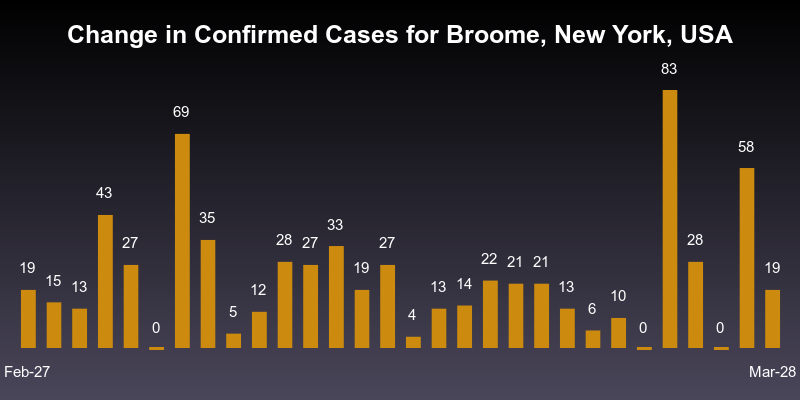 Change in Confirmed Cases for Broome, New York, USA
19 15 13 43 27 0 69 35 5 12 28 27 33 19 27 4 13 14 22 21 21 13 6 10 0 83 28 0 58 19
Feb-27 Mar-28